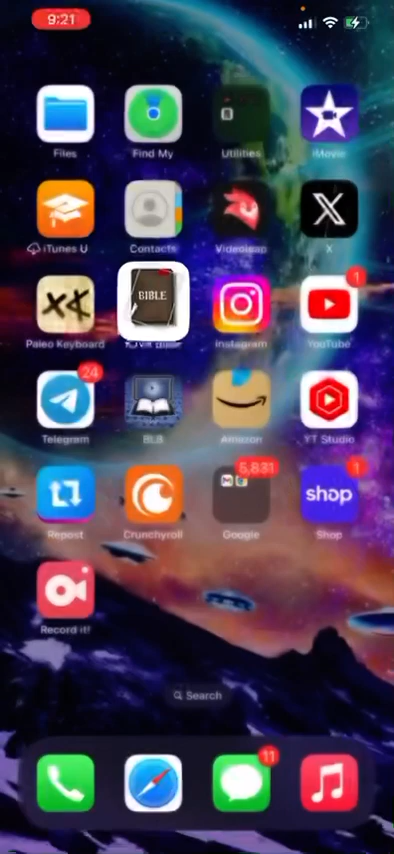 9:21
Files Find My Utilities iMovie
iTunes U Contacts Videoleap X
BIBLE
1
Paleo Keyboard Bible Instagram YouTube
24
Telegram BLB Amazon YT Studio
5,831 1
shop
Repost Crunchyroll Google Shop
Record it!
Search
11